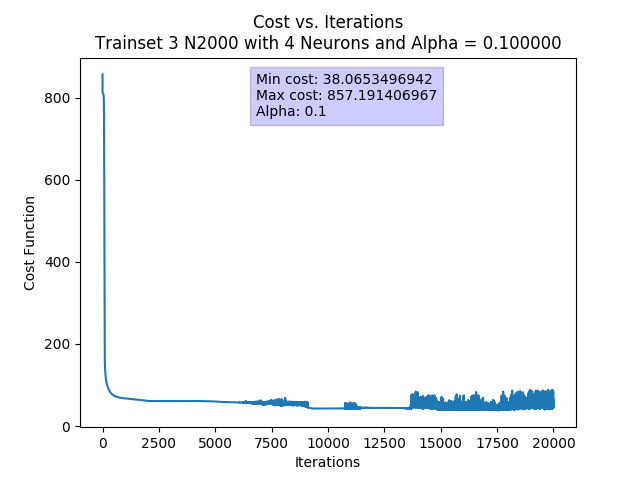 Cost vs. Iterations
Trainset 3 N2000 with 4 Neurons and Alpha = 0.100000
Min cost: 38.0653496942
Max cost: 857.191406967
Alpha: 0.1
800
600
400
200
0
Cost Function
0 2500 5000 7500 10000 12500 15000 17500 20000
Iterations